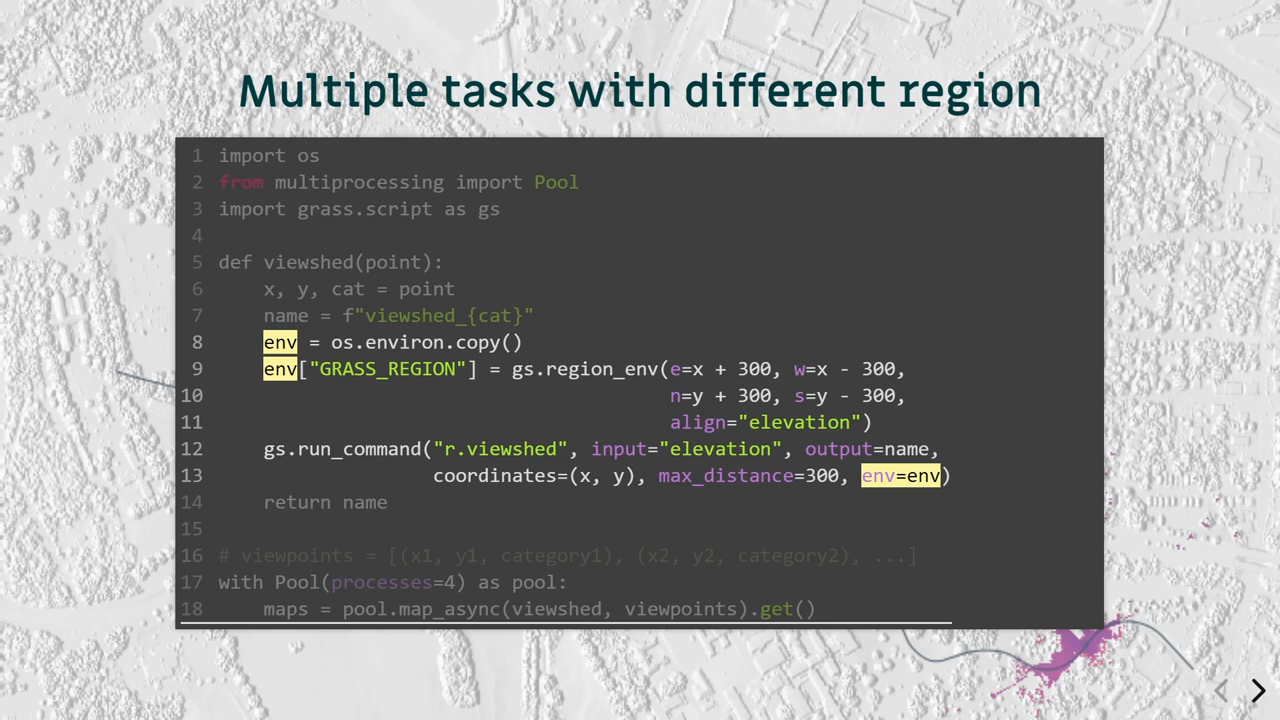 Multiple tasks with different region
1 import os
2 from multiprocessing import Pool
3 import grass.script as gs
4
5 def viewshed(point):
6     x, y, cat = point
7     name = f"viewshed_{cat}"
8     env = os.environ.copy()
9     env["GRASS_REGION"] = gs.region_env(e=x + 300, w=x - 300,
10                                         n=y + 300, s=y - 300,
11                                         align="elevation")
12     gs.run_command("r.viewshed", input="elevation", output=name,
13                    coordinates=(x, y), max_distance=300, env=env)
14     return name
15
16 # viewpoints = [(x1, y1, category1), (x2, y2, category2), ...]
17 with Pool(processes=4) as pool:
18     maps = pool.map_async(viewshed, viewpoints).get()